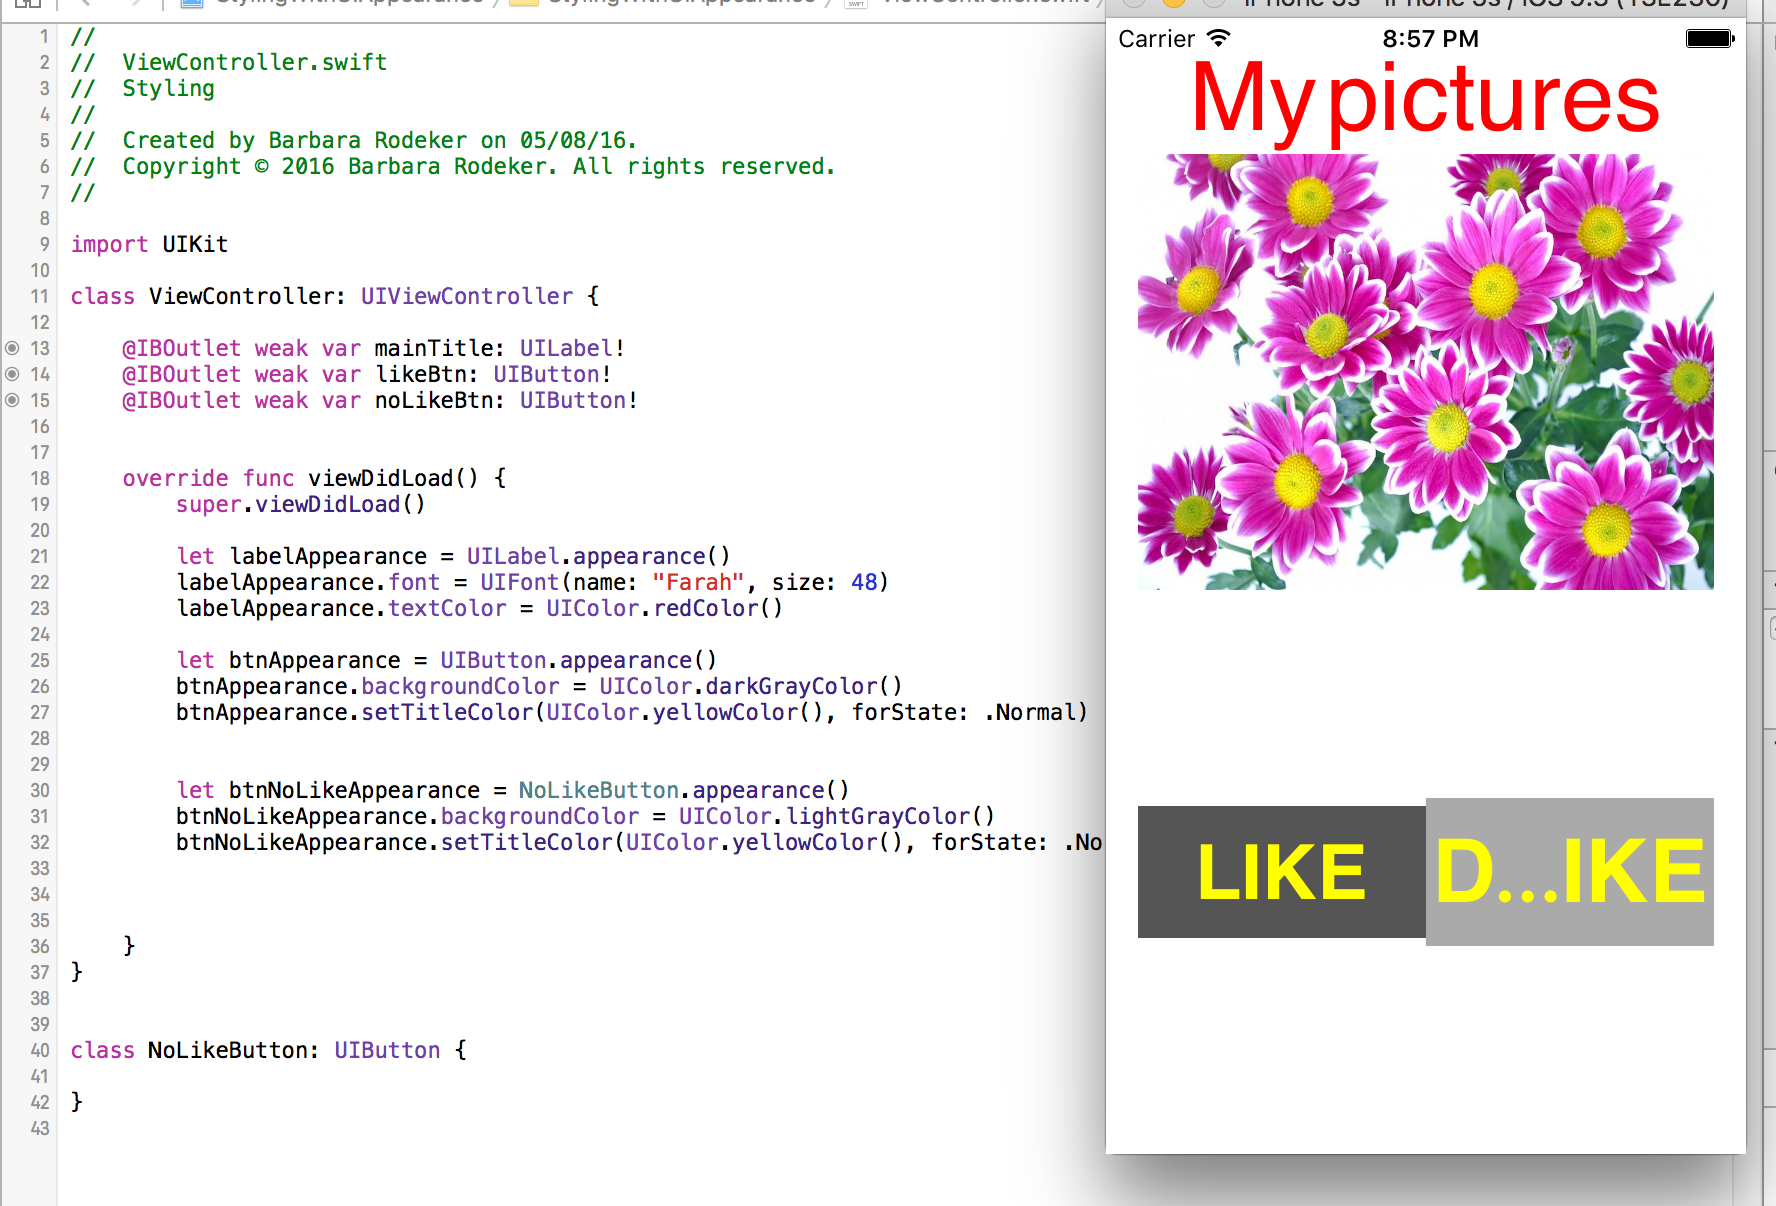 StylingWithUIAppearance
StylingWithUIAppearance
ViewController.swift
1 //
2 //  ViewController.swift
3 //  Styling
4 //
5 //  Created by Barbara Rodeker on 05/08/16.
6 //  Copyright © 2016 Barbara Rodeker. All rights reserved.
7 //
8
9 import UIKit
10
11 class ViewController: UIViewController {
12
13     @IBOutlet weak var mainTitle: UILabel!
14     @IBOutlet weak var likeBtn: UIButton!
15     @IBOutlet weak var noLikeBtn: UIButton!
16
17
18     override func viewDidLoad() {
19         super.viewDidLoad()
20
21         let labelAppearance = UILabel.appearance()
22         labelAppearance.font = UIFont(name: "Farah", size: 48)
23         labelAppearance.textColor = UIColor.redColor()
24
25         let btnAppearance = UIButton.appearance()
26         btnAppearance.backgroundColor = UIColor.darkGrayColor()
27         btnAppearance.setTitleColor(UIColor.yellowColor(), forState: .Normal)
28
29
30         let btnNoLikeAppearance = NoLikeButton.appearance()
31         btnNoLikeAppearance.backgroundColor = UIColor.lightGrayColor()
32         btnNoLikeAppearance.setTitleColor(UIColor.yellowColor(), forState: .No
33
34
35
36     }
37 }
38
39
40 class NoLikeButton: UIButton {
41
42 }
43
Carrier 8:57 PM
My pictures
LIKE D...IKE